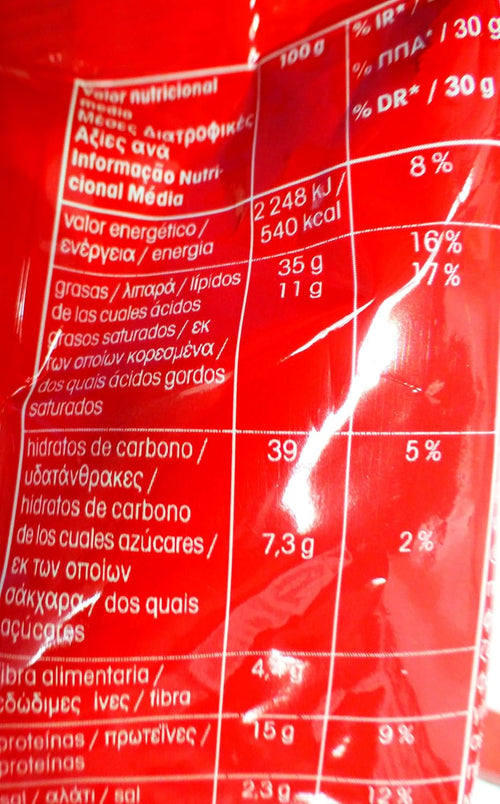 Valor nutricional
medio
Μέσες Διατροφικές
Αξίες ανά
Informação Nutri-
cional Média
100 g
% IR* /
% ΠΠΑ* / 30 g
% DR* / 30 g
valor energético /
ενέργεια / energia
2 248 kJ /
540 kcal
8 %
grasas / λιπαρά / lípidos
35 g
16 %
de las cuales ácidos
11 g
17 %
grasos saturados / εκ
των οποίων κορεσμένα /
dos quais ácidos gordos
saturados
hidratos de carbono /
39
5 %
υδατάνθρακες /
hidratos de carbono
de los cuales azúcares /
7,3 g
2 %
εκ των οποίων
σάκχαρα / dos quais
açúcares
fibra alimentaria /
εδώδιμες ίνες / fibra
proteínas / πρωτεΐνες /
15 g
9 %
proteínas
sal / αλάτι / sal
2,3 g
12 %